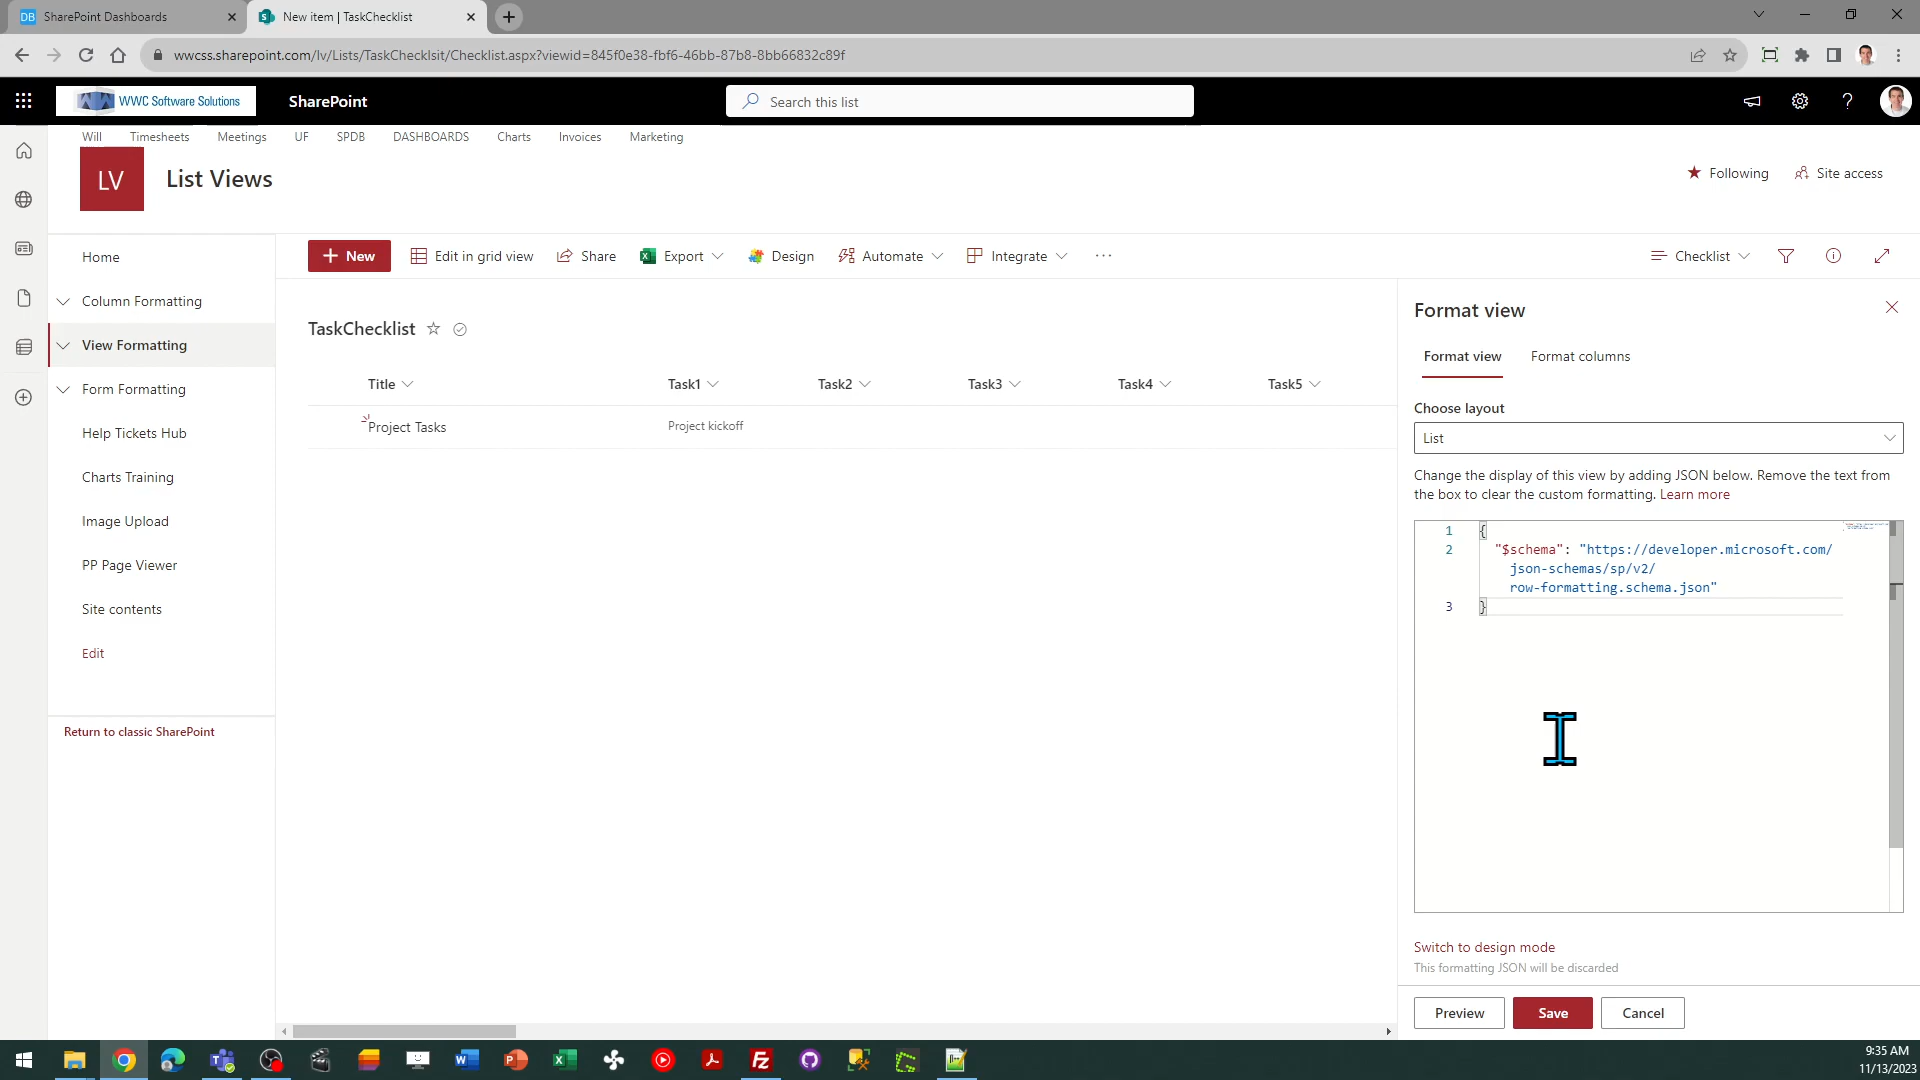 DB SharePoint Dashboards
S New item | TaskChecklist
wwcss.sharepoint.com/lv/Lists/TaskChecklsit/Checklist.aspx?viewid=845f0e38-fbf6-46bb-87b8-8bb66832c89f
WWC Software Solutions
SharePoint
Search this list
Will Timesheets Meetings UF SPDB DASHBOARDS Charts Invoices Marketing
LV
List Views
Following
Site access
Home
Column Formatting
View Formatting
Form Formatting
Help Tickets Hub
Charts Training
Image Upload
PP Page Viewer
Site contents
Edit
Return to classic SharePoint
New Edit in grid view Share Export Design Automate Integrate ···
Checklist
TaskChecklist
Title Task1 Task2 Task3 Task4 Task5
Project Tasks Project kickoff
Format view
Format view Format columns
Choose layout
List
Change the display of this view by adding JSON below. Remove the text from
the box to clear the custom formatting. Learn more
1 {
2 "$schema": "https://developer.microsoft.com/
json-schemas/sp/v2/
row-formatting.schema.json"
3 }
Switch to design mode
This formatting JSON will be discarded
Preview Save Cancel
9:35 AM
11/13/2023